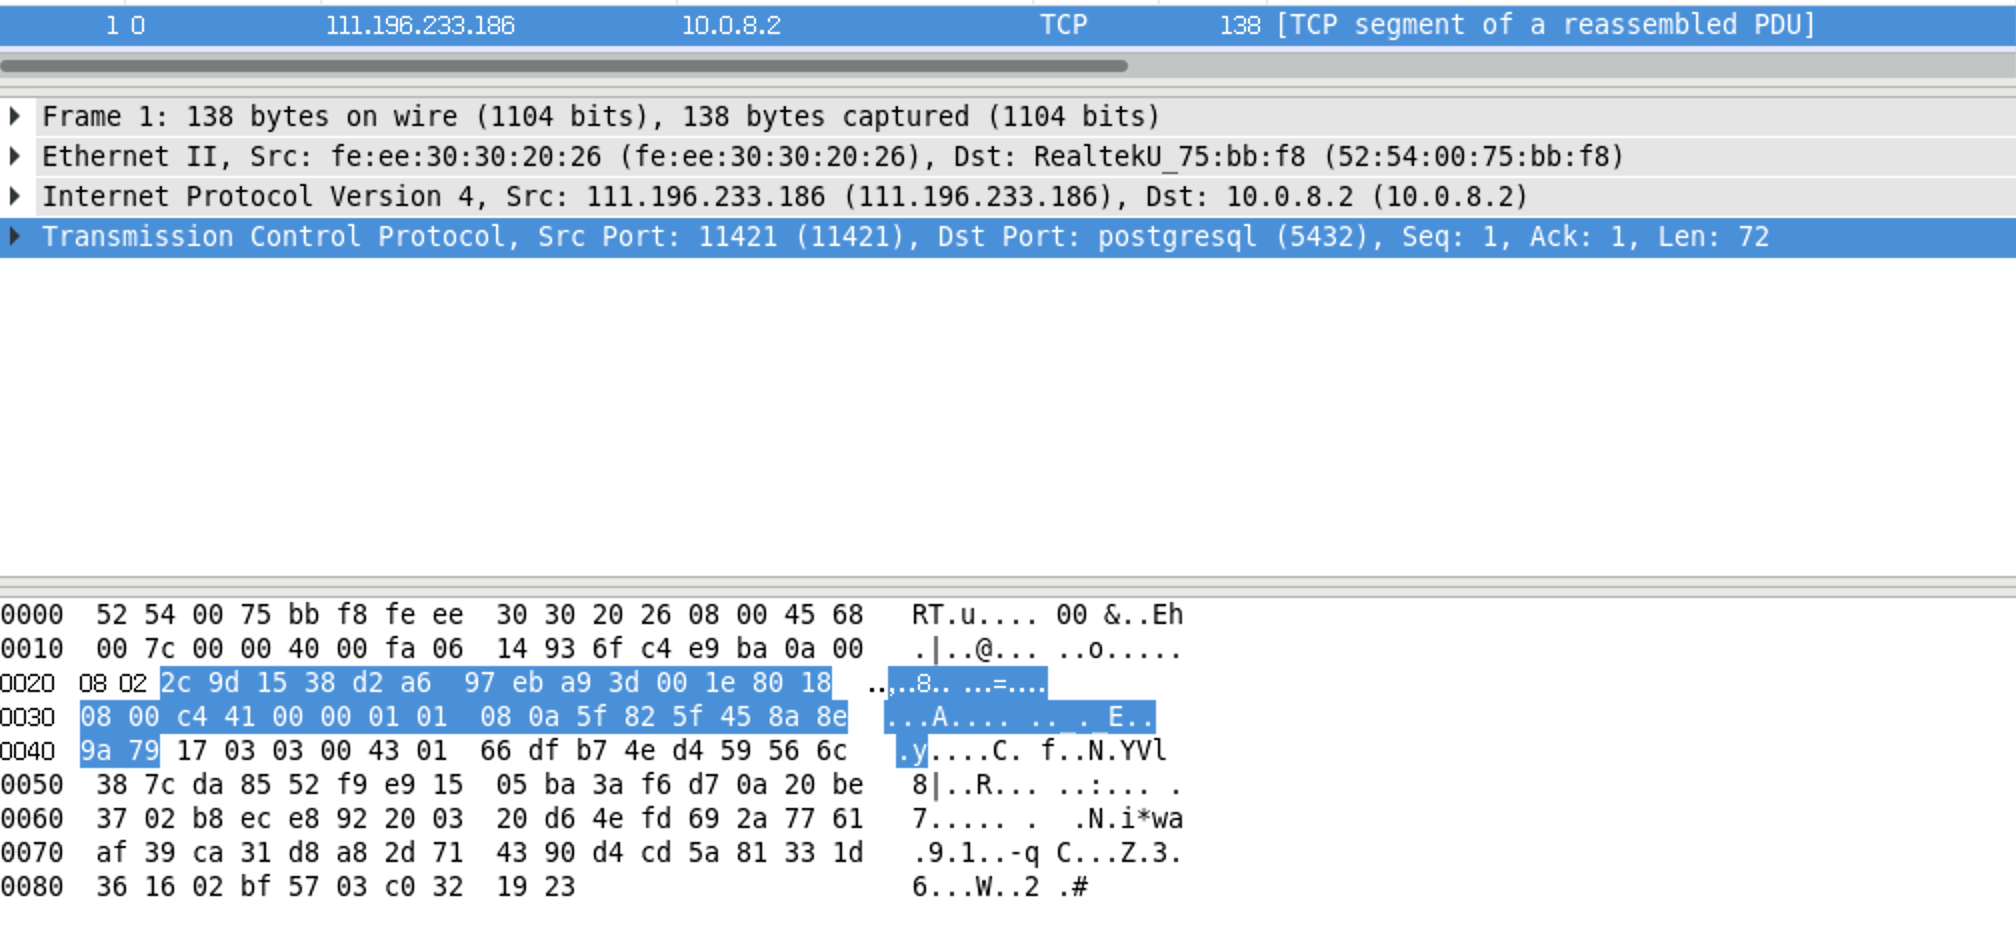 1 0 111.196.233.186 10.0.8.2 TCP 138 [TCP segment of a reassembled PDU]
Frame 1: 138 bytes on wire (1104 bits), 138 bytes captured (1104 bits)
Ethernet II, Src: fe:ee:30:30:20:26 (fe:ee:30:30:20:26), Dst: RealtekU_75:bb:f8 (52:54:00:75:bb:f8)
Internet Protocol Version 4, Src: 111.196.233.186 (111.196.233.186), Dst: 10.0.8.2 (10.0.8.2)
Transmission Control Protocol, Src Port: 11421 (11421), Dst Port: postgresql (5432), Seq: 1, Ack: 1, Len: 72
0000 52 54 00 75 bb f8 fe ee 30 30 20 26 08 00 45 68 RT.u.... 00 &..Eh
0010 00 7c 00 00 40 00 fa 06 14 93 6f c4 e9 ba 0a 00 .|..@... ..o.....
0020 08 02 2c 9d 15 38 d2 a6 97 eb a9 3d 00 1e 80 18 ..,..8.. ...=....
0030 08 00 c4 41 00 00 01 01 08 0a 5f 82 5f 45 8a 8e ...A.... .._._E..
0040 9a 79 17 03 03 00 43 01 66 df b7 4e d4 59 56 6c .y....C. f..N.YVl
0050 38 7c da 85 52 f9 e9 15 05 ba 3a f6 d7 0a 20 be 8|..R... ..:... .
0060 37 02 b8 ec e8 92 20 03 20 d6 4e fd 69 2a 77 61 7..... .  .N.i*wa
0070 af 39 ca 31 d8 a8 2d 71 43 90 d4 cd 5a 81 33 1d .9.1..-q C...Z.3.
0080 36 16 02 bf 57 03 c0 32 19 23 6...W..2 .#